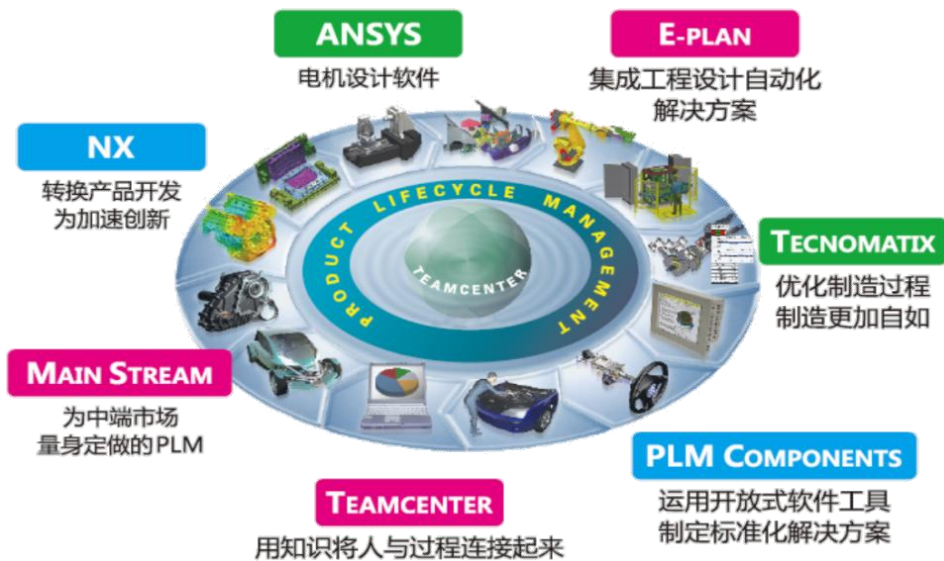 ANSYS
电机设计软件
E-PLAN
集成工程设计自动化
解决方案
NX
转换产品开发
为加速创新
PRODUCT LIFECYCLE MANAGEMENT
TEAMCENTER
TECNOMATIX
优化制造过程
制造更加自如
MAIN STREAM
为中端市场
量身定做的PLM
PLM COMPONENTS
运用开放式软件工具
制定标准化解决方案
TEAMCENTER
用知识将人与过程连接起来